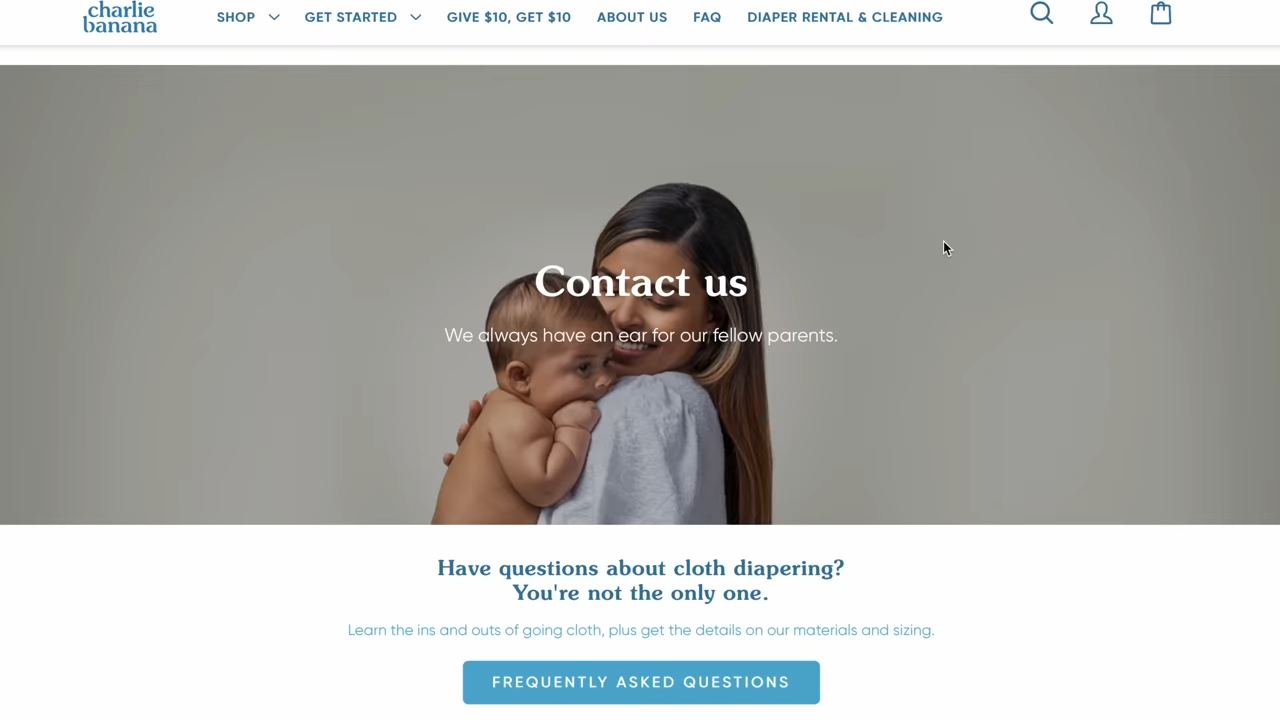 charlie
banana
SHOP
GET STARTED
GIVE $10, GET $10
ABOUT US
FAQ
DIAPER RENTAL & CLEANING
Contact us
We always have an ear for our fellow parents.
Have questions about cloth diapering?
You're not the only one.
Learn the ins and outs of going cloth, plus get the details on our materials and sizing.
FREQUENTLY ASKED QUESTIONS